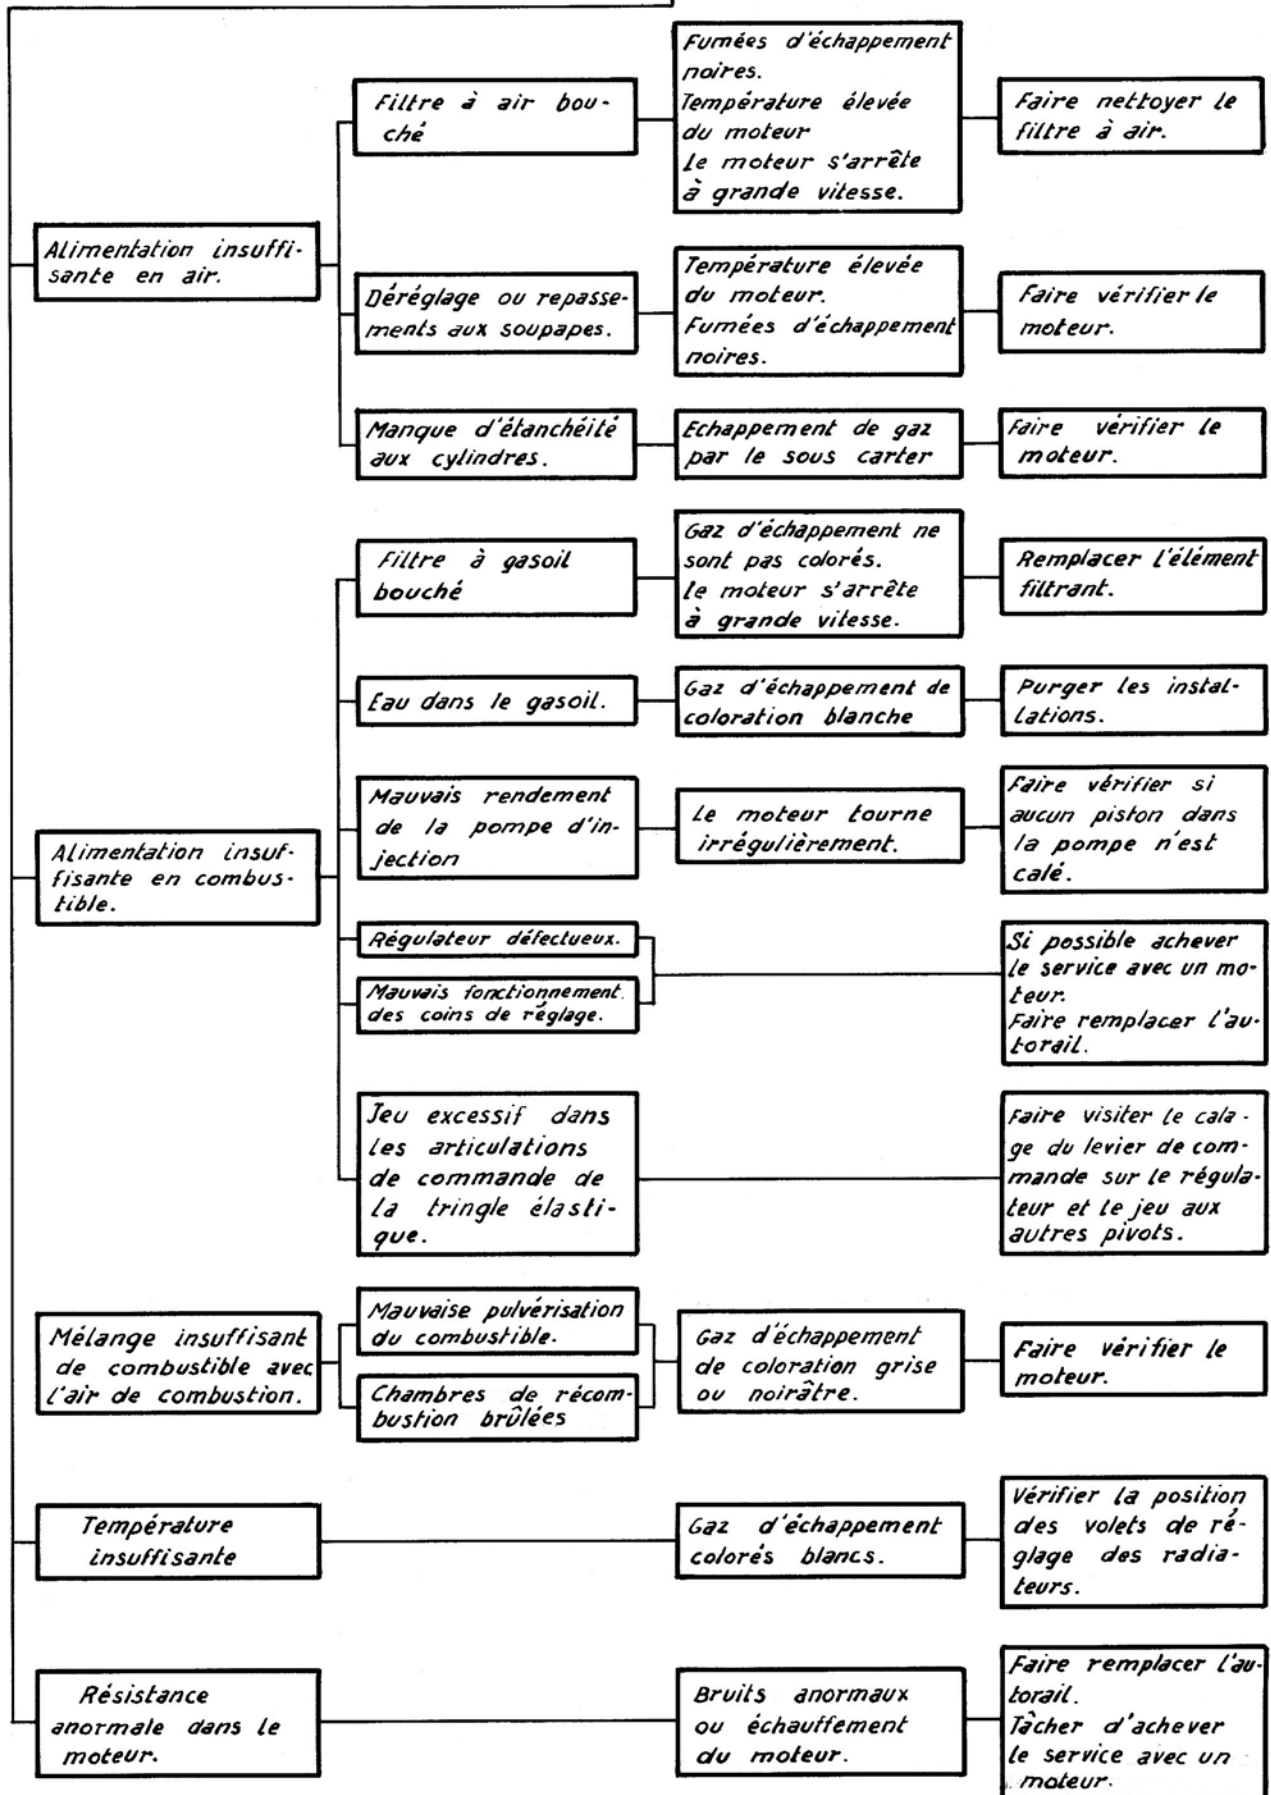 Filtre à air bou-
ché
Fumées d'échappement
noires.
Température élevée
du moteur
le moteur s'arrête
à grande vitesse.
Faire nettoyer le
filtre à air.
Alimentation insuffi-
sante en air.
Déréglage ou repasse-
ments aux soupapes.
Température élevée
du moteur.
Fumées d'échappement
noires.
Faire vérifier le
moteur.
Manque d'étanchéité
aux cylindres.
Echappement de gaz
par le sous carter
Faire vérifier le
moteur.
Alimentation insuf-
fisante en combus-
tible.
Filtre à gasoil
bouché
Gaz d'échappement ne
sont pas colorés.
le moteur s'arrête
à grande vitesse.
Remplacer l'élément
filtrant.
Eau dans le gasoil.
Gaz d'échappement de
coloration blanche
Purger les instal-
lations.
Mauvais rendement
de la pompe d'in-
jection
Le moteur tourne
irrégulièrement.
Faire vérifier si
aucun piston dans
la pompe n'est
calé.
Régulateur défectueux.
Mauvais fonctionnement
des coins de réglage.
Si possible achever
le service avec un mo-
teur.
Faire remplacer l'au-
torail.
Jeu excessif dans
les articulations
de commande de
la tringle élasti-
que.
Faire visiter le cala-
ge du levier de com-
mande sur le régula-
teur et le jeu aux
autres pivots.
Mélange insuffisant
de combustible avec
l'air de combustion.
Mauvaise pulvérisation
du combustible.
Chambres de récom-
bustion brûlées
Gaz d'échappement
de coloration grise
ou noirâtre.
Faire vérifier le
moteur.
Température
insuffisante
Gaz d'échappement
colorés blancs.
Vérifier la position
des volets de ré-
glage des radia-
teurs.
Résistance
anormale dans le
moteur.
Bruits anormaux
ou échauffement
du moteur.
Faire remplacer l'au-
torail.
Tâcher d'achever
le service avec un
moteur.